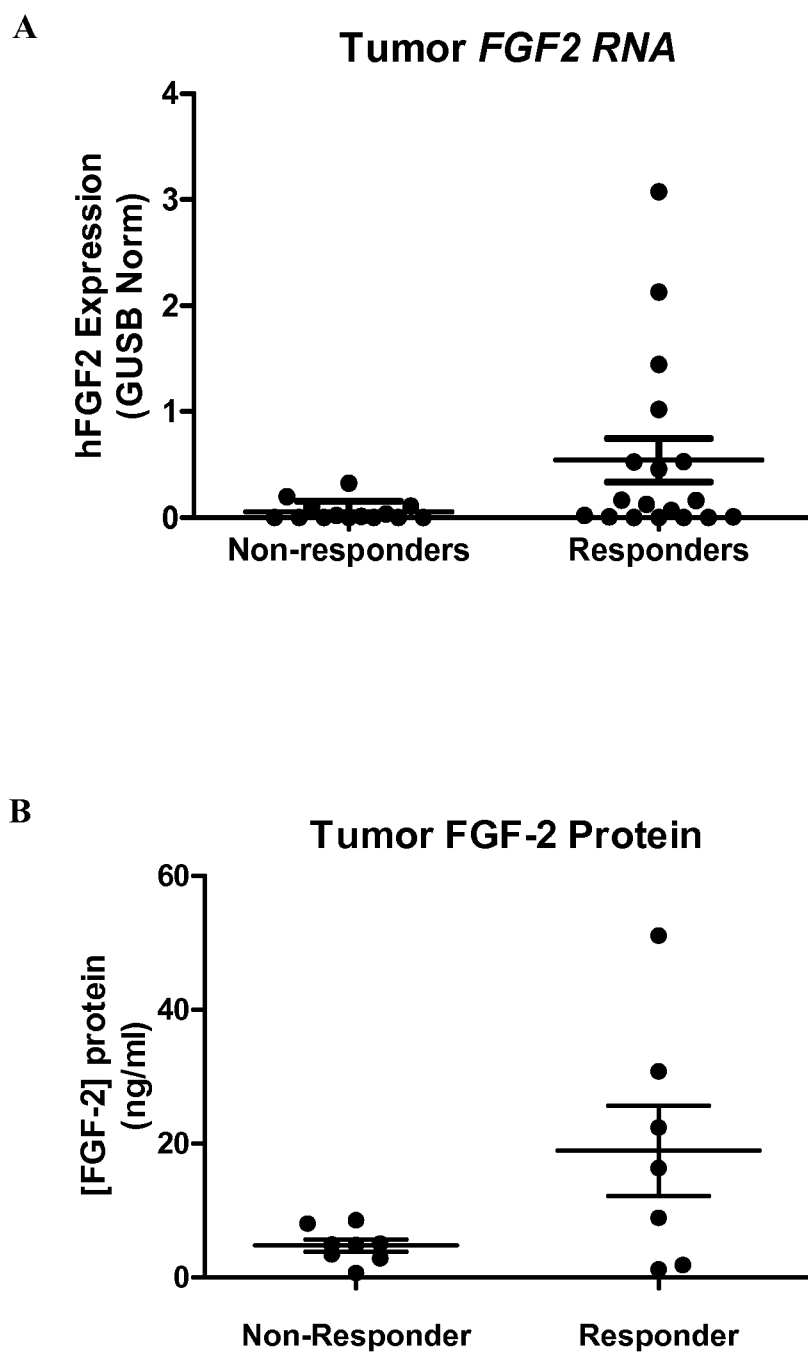 A
Tumor FGF2 RNA
4
3
2
1
0
hFGF2 Expression
(GUSB Norm)
Non-responders
Responders
B
Tumor FGF-2 Protein
60
40
20
0
[FGF-2] protein
(ng/ml)
Non-Responder
Responder